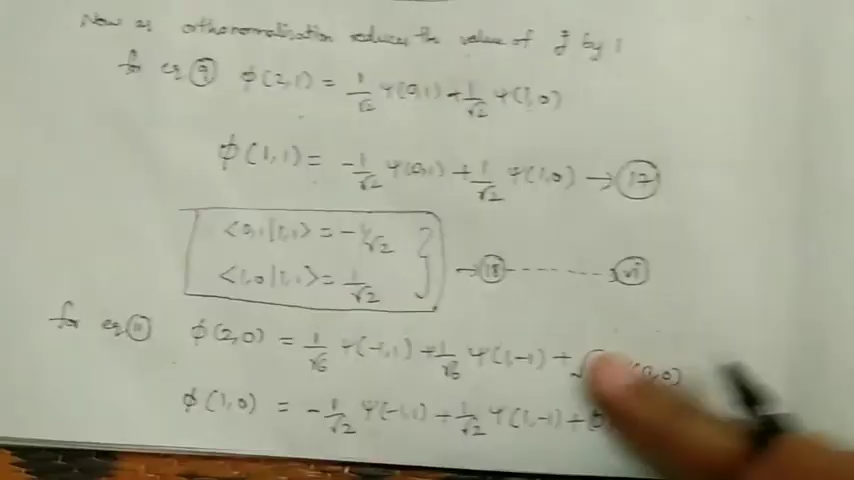 Now as orthonormalisation reduces the value of j by 1
for eq (9) φ(2,1) = 1/√2 ψ(0,1) + 1/√2 ψ(1,0)
φ(1,1) = -1/√2 ψ(0,1) + 1/√2 ψ(1,0) → (17)
<0,1|1,1> = -1/√2
<1,0|1,1> = 1/√2 } → (18) ------→ (vi)
for eq (11) φ(2,0) = 1/√6 ψ(-1,1) + 1/√6 ψ(1,-1) + √ ψ(0,0)
φ(1,0) = -1/√2 ψ(-1,1) + 1/√2 ψ(1,-1) + 0